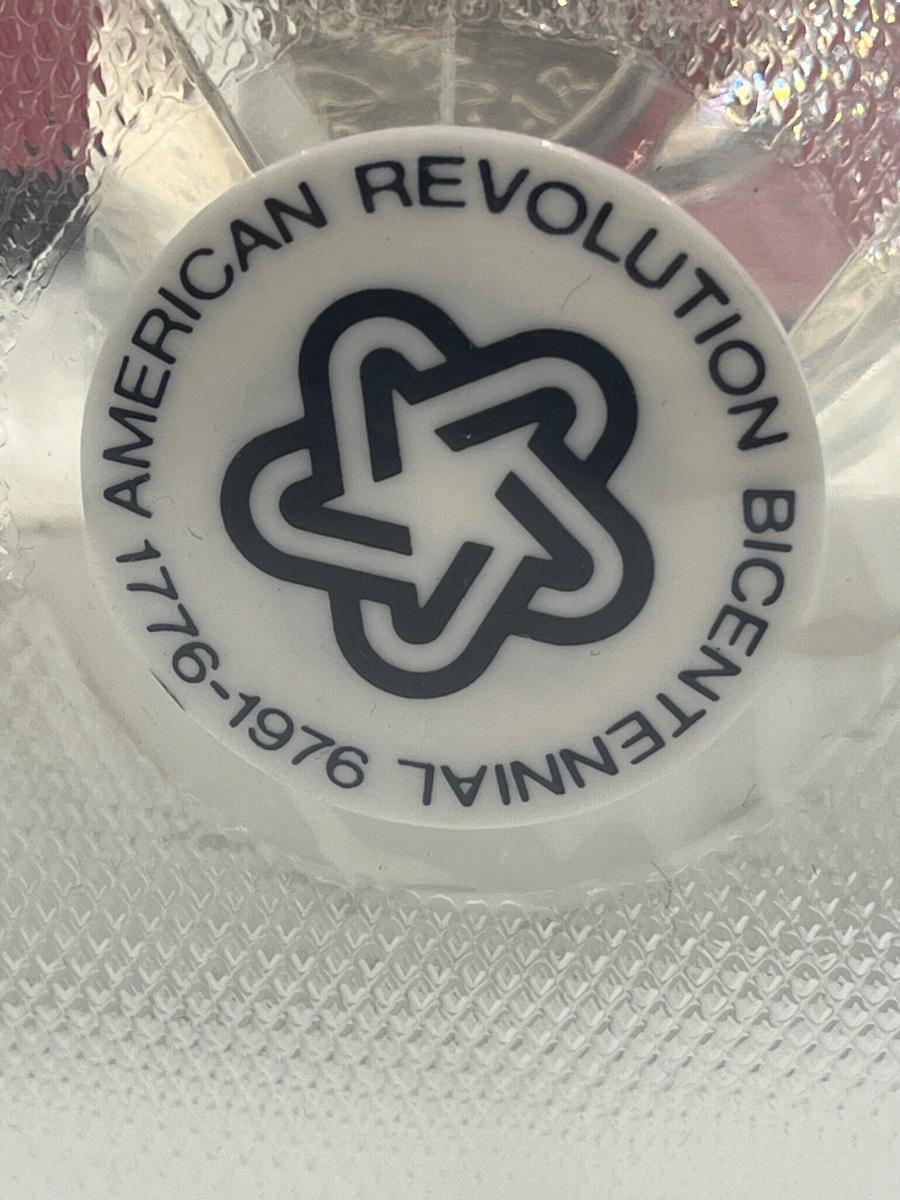 AMERICAN REVOLUTION BICENTENNIAL
1776-1976